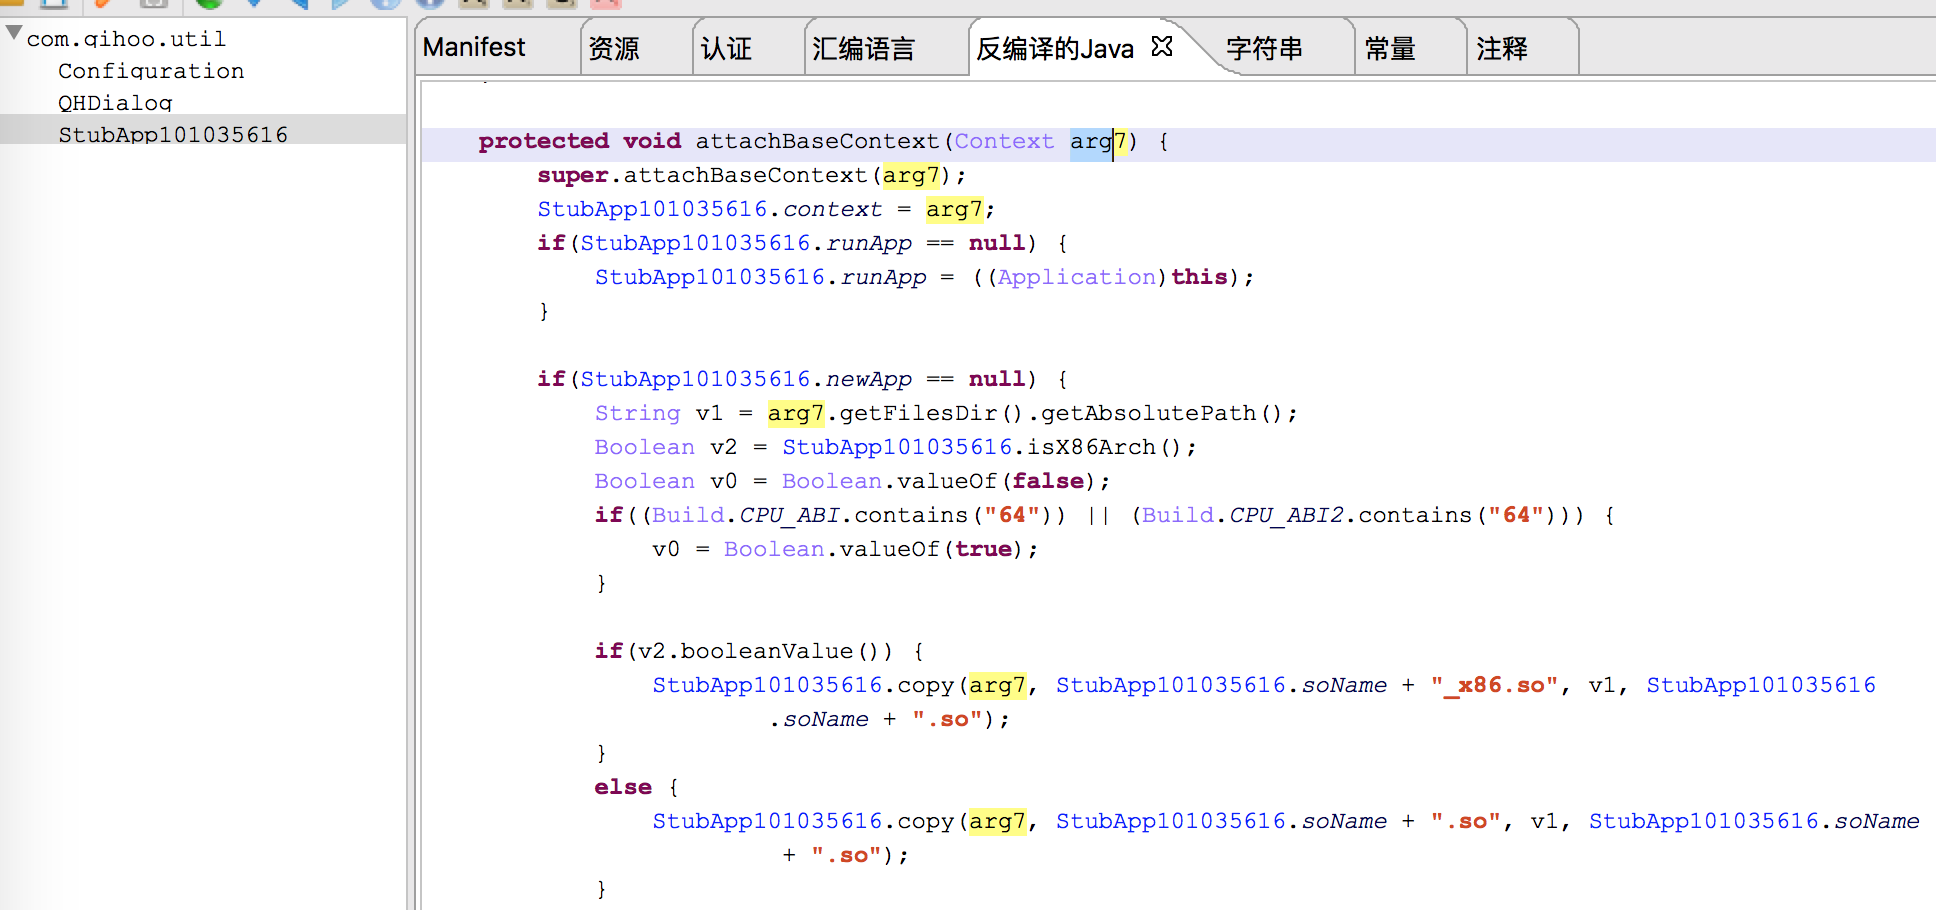 com.qihoo.util
Configuration
QHDialog
StubApp101035616
Manifest
资源
认证
汇编语言
反编译的Java
字符串
常量
注释
protected void attachBaseContext(Context arg7) {
super.attachBaseContext(arg7);
StubApp101035616.context = arg7;
if(StubApp101035616.runApp == null) {
StubApp101035616.runApp = ((Application)this);
}
if(StubApp101035616.newApp == null) {
String v1 = arg7.getFilesDir().getAbsolutePath();
Boolean v2 = StubApp101035616.isX86Arch();
Boolean v0 = Boolean.valueOf(false);
if((Build.CPU_ABI.contains("64")) || (Build.CPU_ABI2.contains("64"))) {
v0 = Boolean.valueOf(true);
}
if(v2.booleanValue()) {
StubApp101035616.copy(arg7, StubApp101035616.soName + "_x86.so", v1, StubApp101035616
.soName + ".so");
}
else {
StubApp101035616.copy(arg7, StubApp101035616.soName + ".so", v1, StubApp101035616.soName
+ ".so");
}